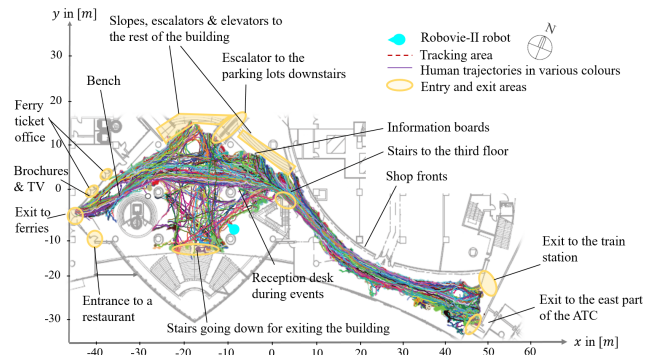 y in [m]
Slopes, escalators & elevators to
the rest of the building
Robovie-II robot
Tracking area
Human trajectories in various colours
Entry and exit areas
N
Escalator to the
parking lots downstairs
Bench
Ferry
ticket
office
Brochures
& TV
Exit to
ferries
Information boards
Stairs to the third floor
Shop fronts
Exit to the train
station
Exit to the east part
of the ATC
Reception desk
during events
Entrance to a
restaurant
Stairs going down for exiting the building
30
20
10
0
-10
-20
-30
-40 -30 -20 -10 0 10 20 30 40 50 60
x in [m]